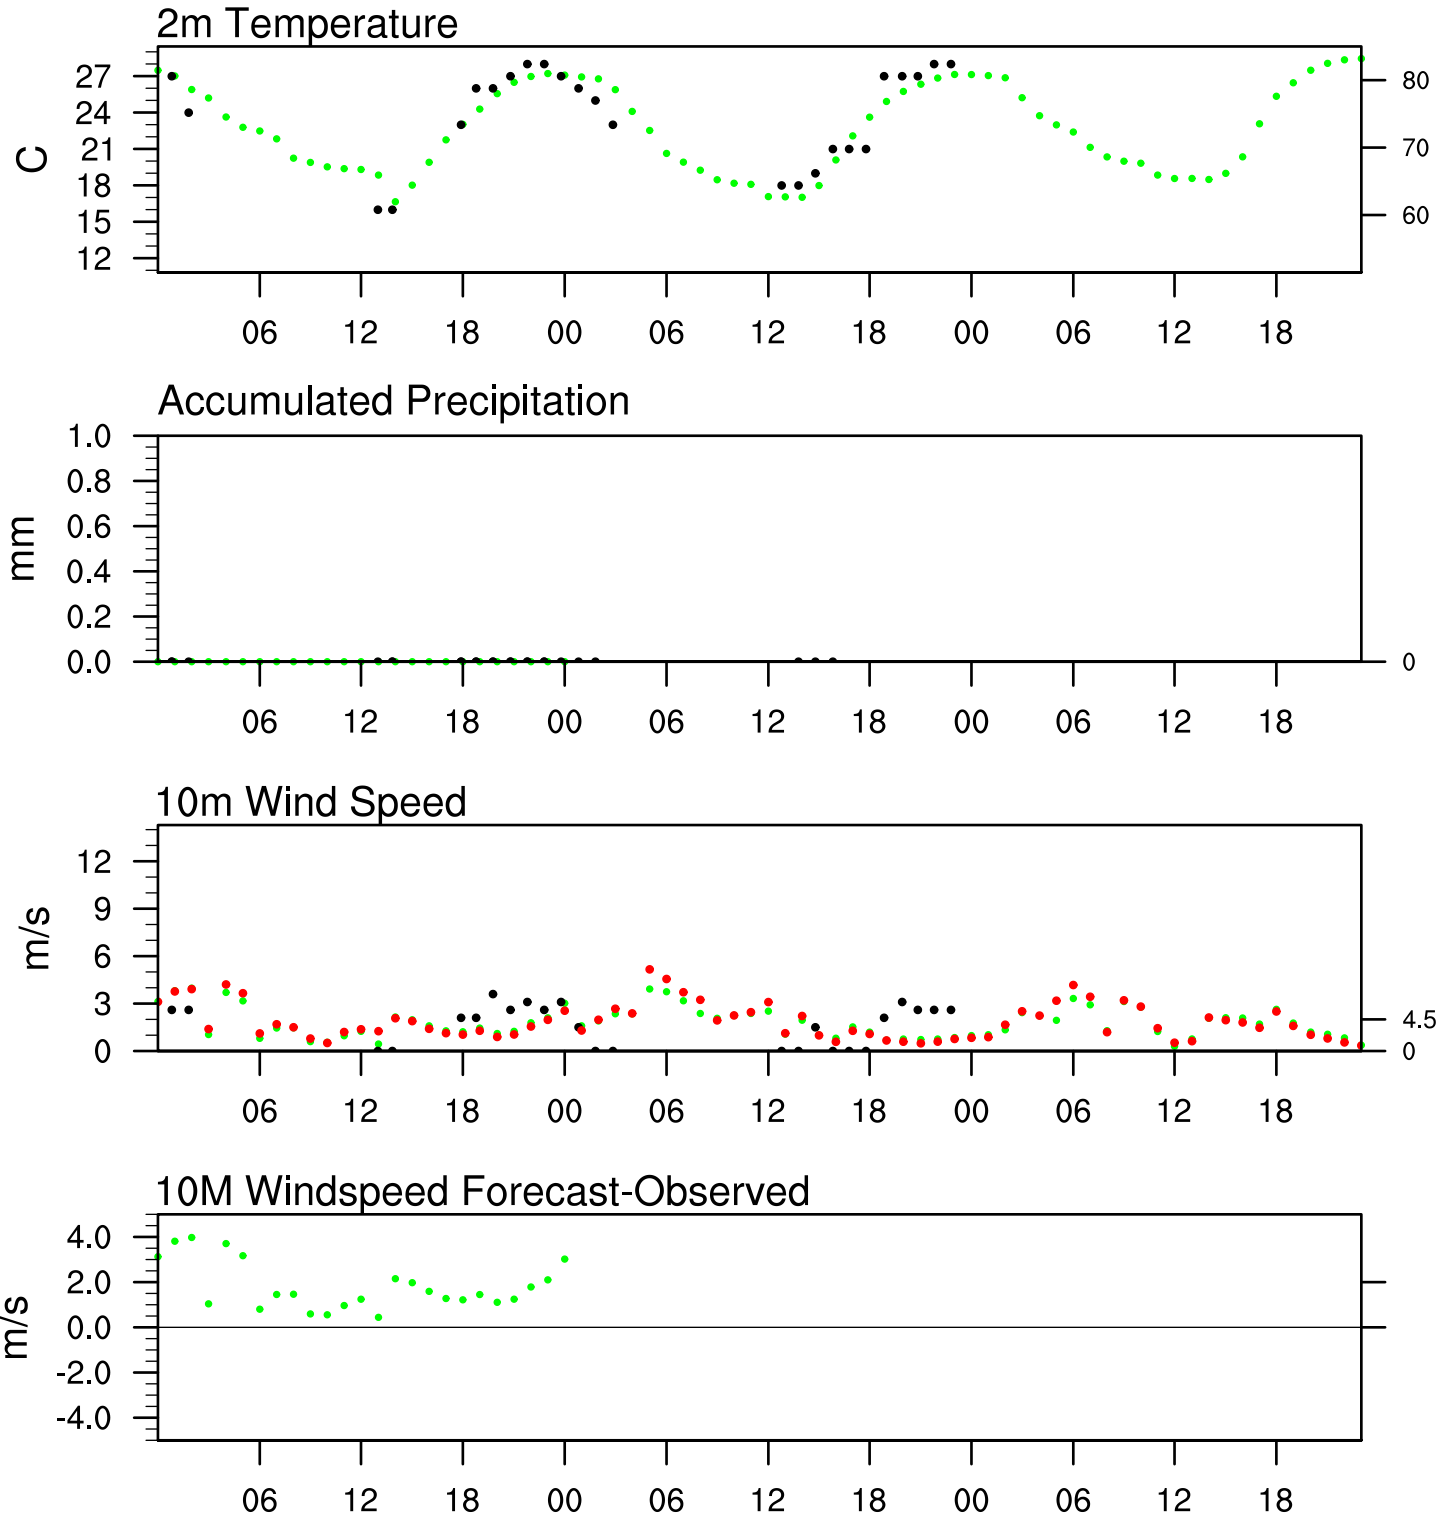 2m Temperature
27
24
21
18
15
12
C
80
70
60
06 12 18 00 06 12 18 00 06 12 18
Accumulated Precipitation
1.0
0.8
0.6
0.4
0.2
0.0
mm
0
06 12 18 00 06 12 18 00 06 12 18
10m Wind Speed
12
9
6
3
0
m/s
4.5
0
06 12 18 00 06 12 18 00 06 12 18
10M Windspeed Forecast-Observed
4.0
2.0
0.0
-2.0
-4.0
m/s
06 12 18 00 06 12 18 00 06 12 18